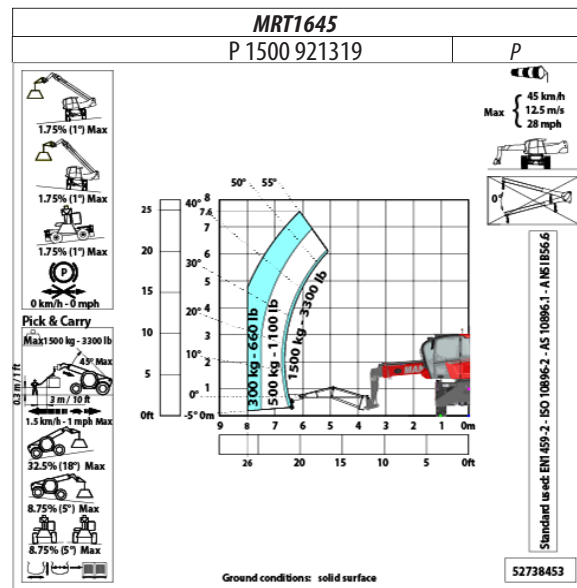 MRT1645
P 1500 921319
P
1.75% (1°) Max
1.75% (1°) Max
1.75% (1°) Max
P
0 km/h - 0 mph
Pick & Carry
Max 1500 kg - 3300 lb
45° Max
0.3 m / 1 ft
3 m / 10 ft
1.5 km/h - 1 mph Max
32.5% (18°) Max
8.75% (5°) Max
8.75% (5°) Max
Max
45 km/h
12.5 m/s
28 mph
0°
50°
55°
25
40°
8
7.6
7
20
6
30°
5
15
20°
4
10
3
10°
2
5
0°
1
0ft
-5°
0m
300 kg - 660 lb
500 kg - 1100 lb
1500 kg - 3300 lb
9 8 7 6 5 4 3 2 1 0m
26 20 15 10 5 0ft
Standard used: EN1459-2 - ISO 10896-2 - AS 10896.1 - ANSI B56.6
Ground conditions: solid surface
52738453